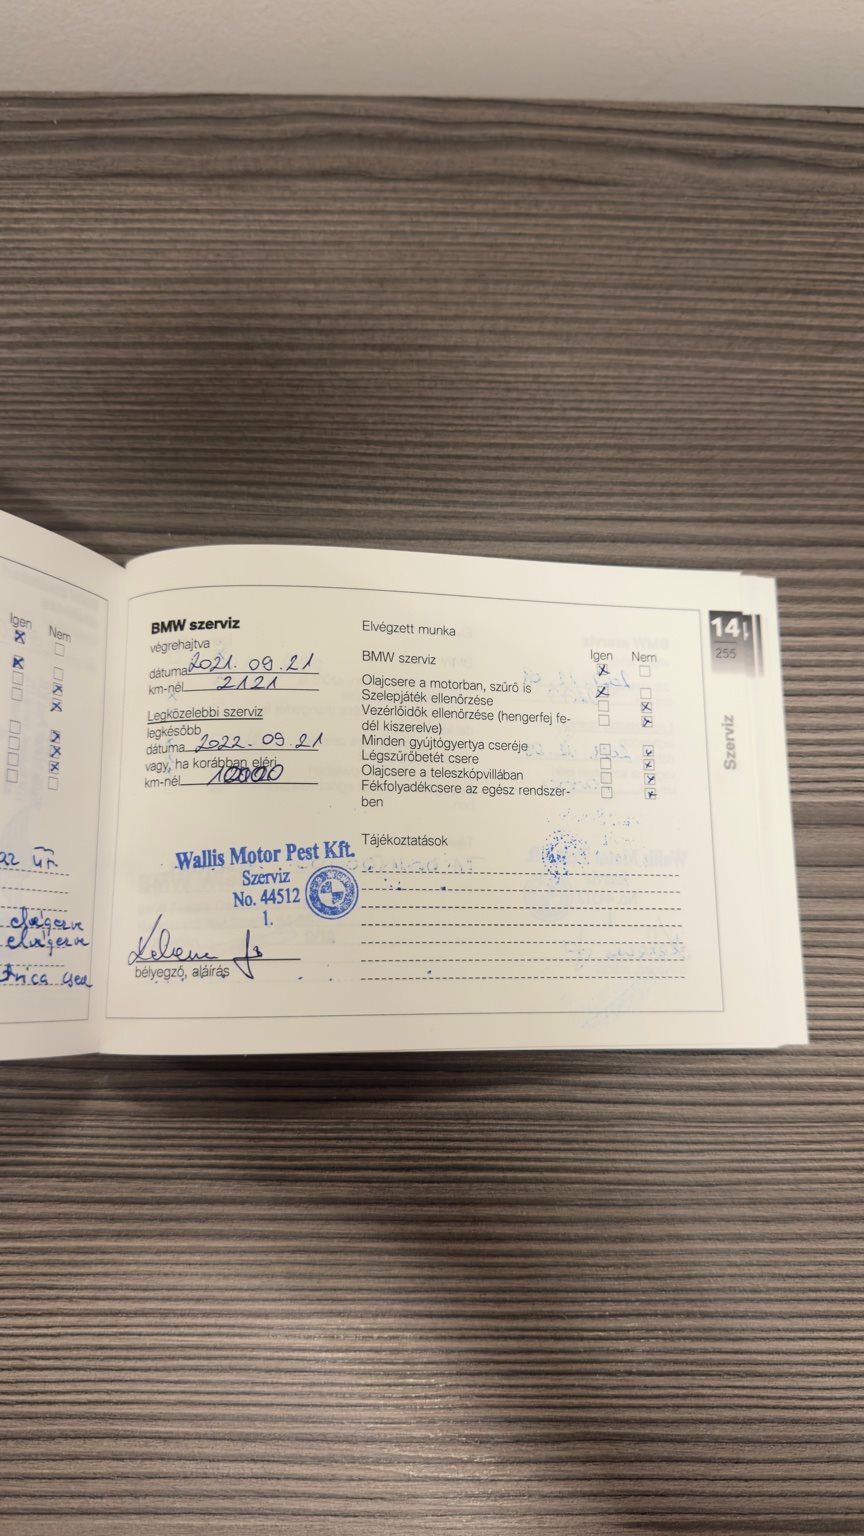 Igen
Nem
BMW szerviz
végrehajtva
dátuma 2021. 09. 21
km-nél 2121
Legközelebbi szerviz
legkésőbb
dátuma 2022. 09. 21
vagy, ha korábban eléri
km-nél 10000
Wallis Motor Pest Kft.
Szerviz
No. 44512
1.
bélyegző, aláírás
Elvégzett munka
Igen Nem
BMW szerviz
Olajcsere a motorban, szűrő is
Szelepjáték ellenőrzése
Vezérlőidők ellenőrzése (hengerfej fe-
dél kiszerelve)
Minden gyújtógyertya cseréje
Légszűrőbetét csere
Olajcsere a teleszkópvillában
Fékfolyadékcsere az egész rendszer-
ben
Tájékoztatások
14
255
Szerviz